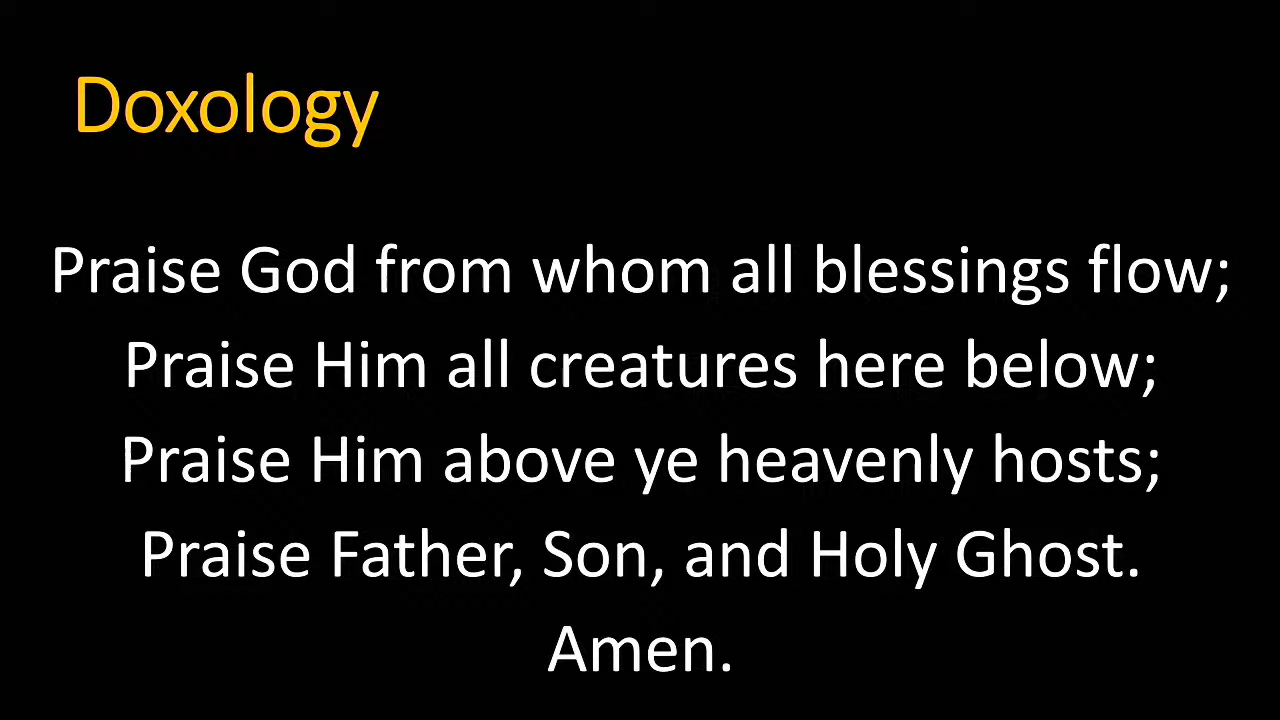 Doxology
Praise God from whom all blessings flow;
Praise Him all creatures here below;
Praise Him above ye heavenly hosts;
Praise Father, Son, and Holy Ghost.
Amen.